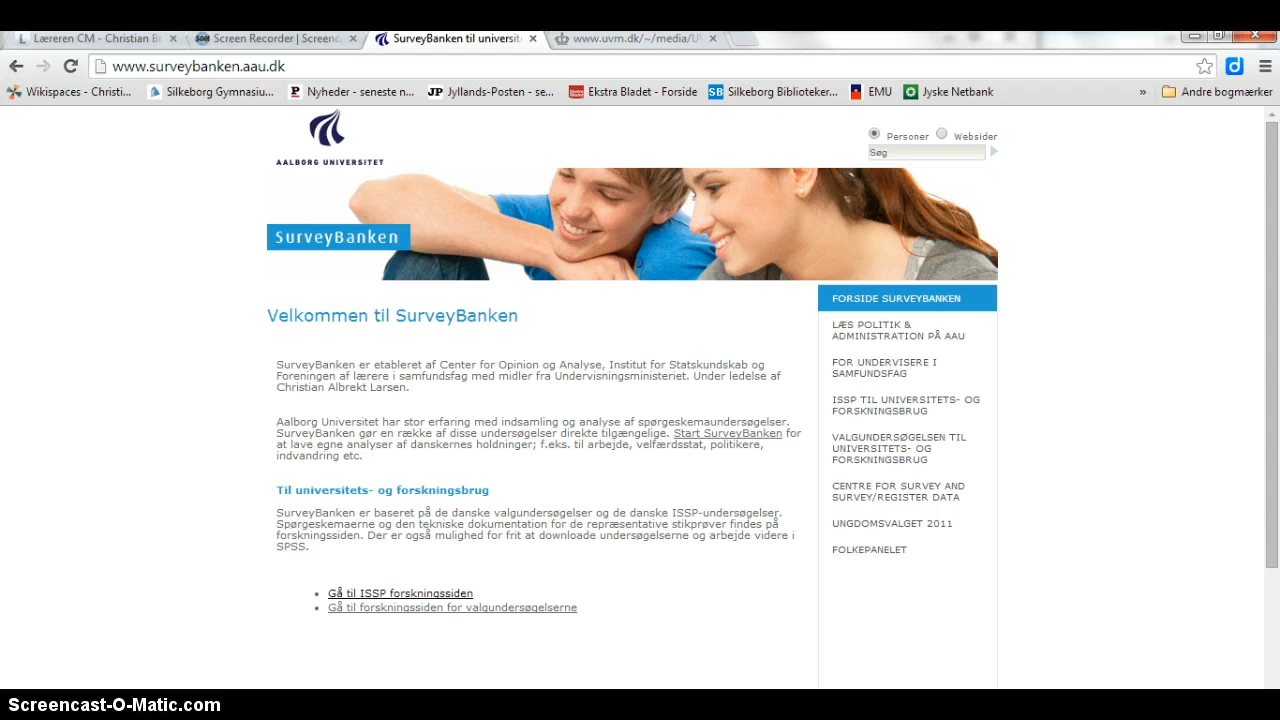 Læreren CM - Christian B
Screen Recorder | Screenc
SurveyBanken til universite
www.uvm.dk/~/media/UV
www.surveybanken.aau.dk
Wikispaces - Christi...
Silkeborg Gymnasiu...
Nyheder - seneste n...
JP Jyllands-Posten - se...
Ekstra Bladet - Forside
SB Silkeborg Biblioteker...
EMU
Jyske Netbank
»
Andre bogmærker
AALBORG UNIVERSITET
Personer Websider
Søg
SurveyBanken
Velkommen til SurveyBanken
SurveyBanken er etableret af Center for Opinion og Analyse, Institut for Statskundskab og
Foreningen af lærere i samfundsfag med midler fra Undervisningsministeriet. Under ledelse af
Christian Albrekt Larsen.
Aalborg Universitet har stor erfaring med indsamling og analyse af spørgeskemaundersøgelser.
SurveyBanken gør en række af disse undersøgelser direkte tilgængelige. Start SurveyBanken for
at lave egne analyser af danskernes holdninger; f.eks. til arbejde, velfærdsstat, politikere,
indvandring etc.
Til universitets- og forskningsbrug
SurveyBanken er baseret på de danske valgundersøgelser og de danske ISSP-undersøgelser.
Spørgeskemaerne og den tekniske dokumentation for de repræsentative stikprøver findes på
forskningssiden. Der er også mulighed for frit at downloade undersøgelserne og arbejde videre i
SPSS.
• Gå til ISSP forskningssiden
• Gå til forskningssiden for valgundersøgelserne
FORSIDE SURVEYBANKEN
LÆS POLITIK &
ADMINISTRATION PÅ AAU
FOR UNDERVISERE I
SAMFUNDSFAG
ISSP TIL UNIVERSITETS- OG
FORSKNINGSBRUG
VALGUNDERSØGELSEN TIL
UNIVERSITETS- OG
FORSKNINGSBRUG
CENTRE FOR SURVEY AND
SURVEY/REGISTER DATA
UNGDOMSVALGET 2011
FOLKEPANELET
Screencast-O-Matic.com